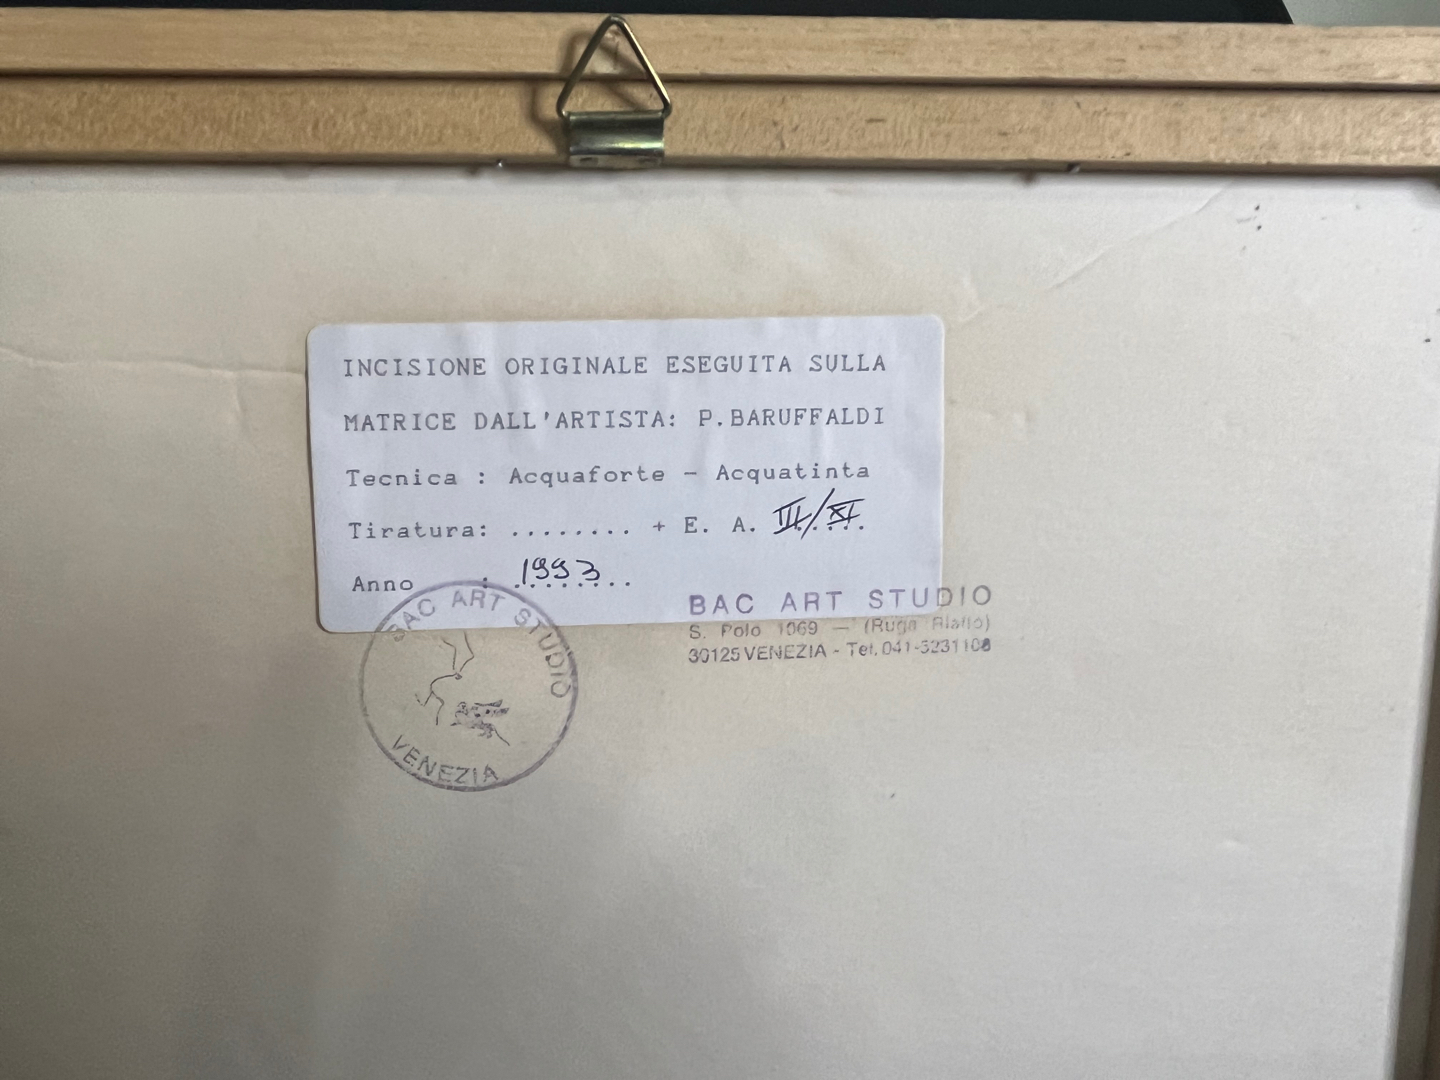 INCISIONE ORIGINALE ESEGUITA SULLA
MATRICE DALL'ARTISTA: P.BARUFFALDI
Tecnica : Acquaforte - Acquatinta
Tiratura: ........ + E. A. III/XI
Anno : 1993
BAC ART STUDIO
VENEZIA
BAC ART STUDIO
S. Polo 1069 — (Ruga Rialto)
30125 VENEZIA - Tel. 041-5231108